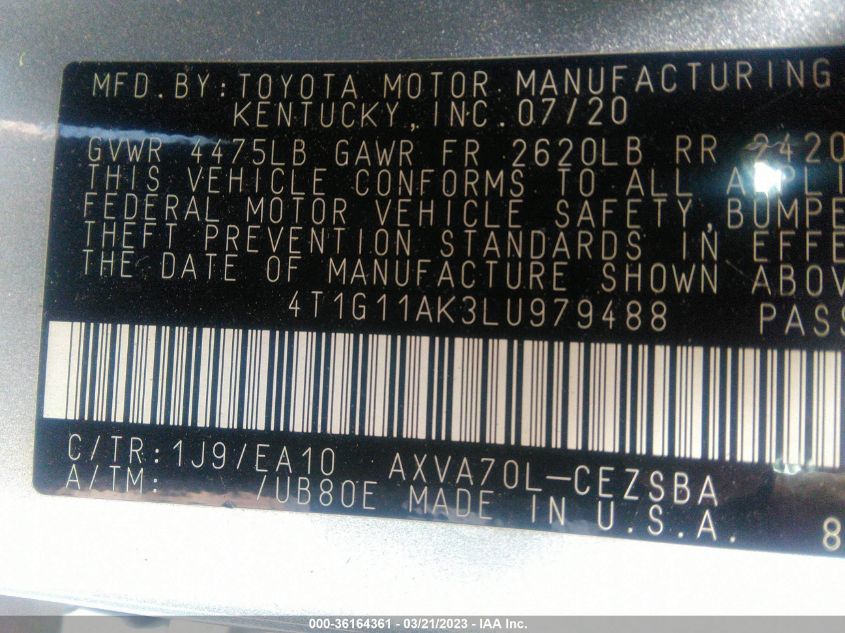 MFD.BY: TOYOTA MOTOR MANUFACTURING
KENTUCKY, INC. 07/20
GVWR 4475LB GAWR FR 2620LB RR 2420
THIS VEHICLE CONFORMS TO ALL
FEDERAL MOTOR VEHICLE SAFETY, BUMPE
THEFT PREVENTION STANDARDS IN EFFE
THE DATE OF MANUFACTURE SHOWN ABOV
4T1G11AK3LU979488 PASS
C/TR: 1J9/EA10 AXVA70L-CEZSBA
A/TM: /UB80E MADE IN U.S.A. 8
000-36164361 - 03/21/2023 - IAA Inc.